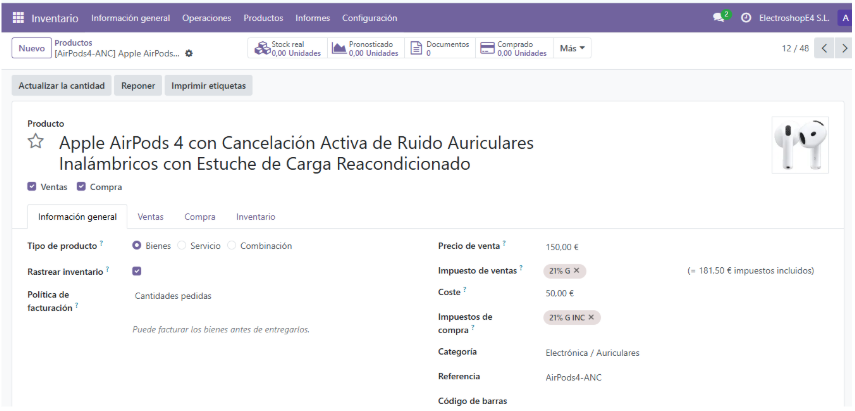 Inventario Información general Operaciones Productos Informes Configuración 2 ElectroshopE4 S.L. A
Nuevo Productos
[AirPods4-ANC] Apple AirPods...
Stock real 0,00 Unidades
Pronosticado 0,00 Unidades
Documentos 0
Comprado 0,00 Unidades
Más
12 / 48
Actualizar la cantidad Reponer Imprimir etiquetas
Producto
Apple AirPods 4 con Cancelación Activa de Ruido Auriculares
Inalámbricos con Estuche de Carga Reacondicionado
Ventas Compra
Información general Ventas Compra Inventario
Tipo de producto ? Bienes Servicio Combinación
Rastrear inventario ?
Política de
facturación ? Cantidades pedidas
Puede facturar los bienes antes de entregarlos.
Precio de venta ? 150,00 €
Impuesto de ventas ? 21% G × (= 181.50 € impuestos incluidos)
Coste ? 50,00 €
Impuestos de
compra ? 21% G INC ×
Categoría Electrónica / Auriculares
Referencia AirPods4-ANC
Código de barras